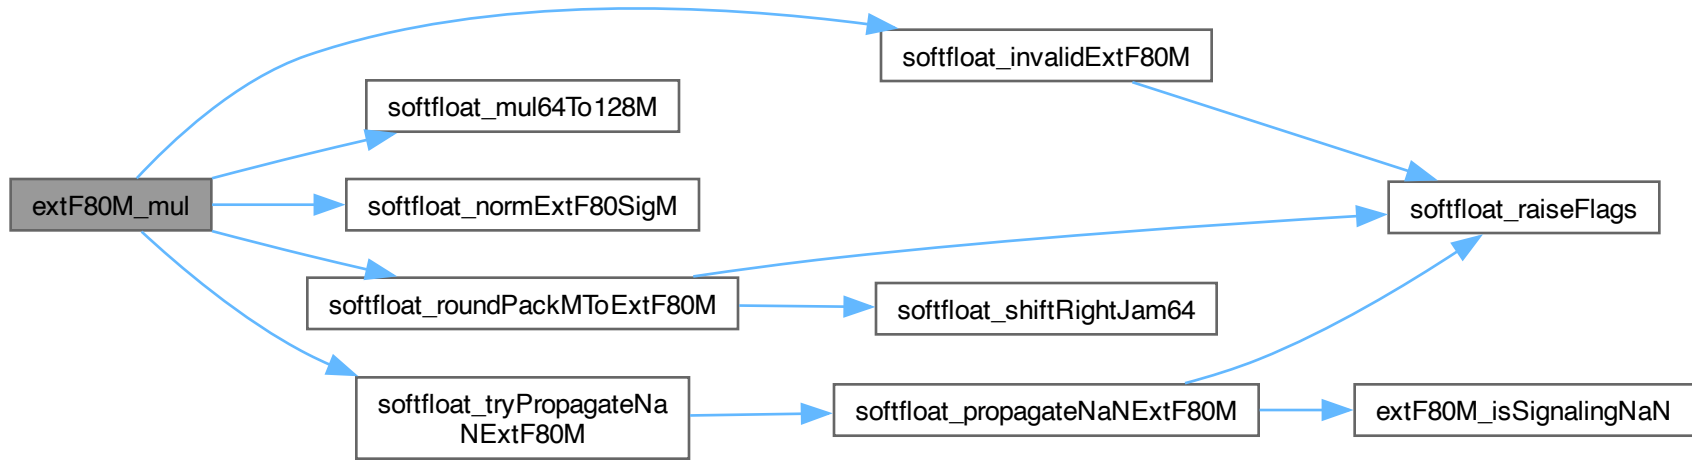 extF80M_mul
softfloat_invalidExtF80M
softfloat_mul64To128M
softfloat_normExtF80SigM
softfloat_roundPackMToExtF80M
softfloat_tryPropagateNa
NExtF80M
softfloat_raiseFlags
softfloat_shiftRightJam64
softfloat_propagateNaNExtF80M
extF80M_isSignalingNaN